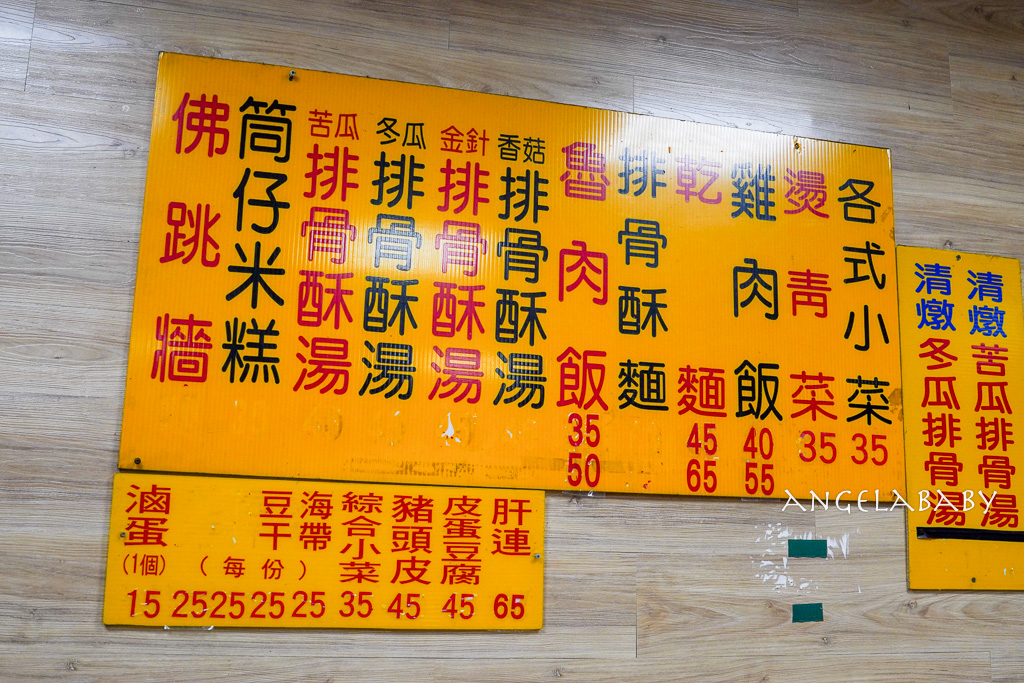 各式小菜 35
燙青菜 35
雞肉飯 40 55
乾麵 45 65
排骨酥麵
魯肉飯 35 50
香菇排骨酥湯
金針排骨酥湯
冬瓜排骨酥湯
苦瓜排骨酥湯
筒仔米糕
佛跳牆
清燉苦瓜排骨湯
清燉冬瓜排骨湯
肝連 65
皮蛋豆腐 45
豬頭皮 45
綜合小菜 35
海帶 25
豆干 25
(每份) 25 25
滷蛋 (1個) 15
ANGELABABY